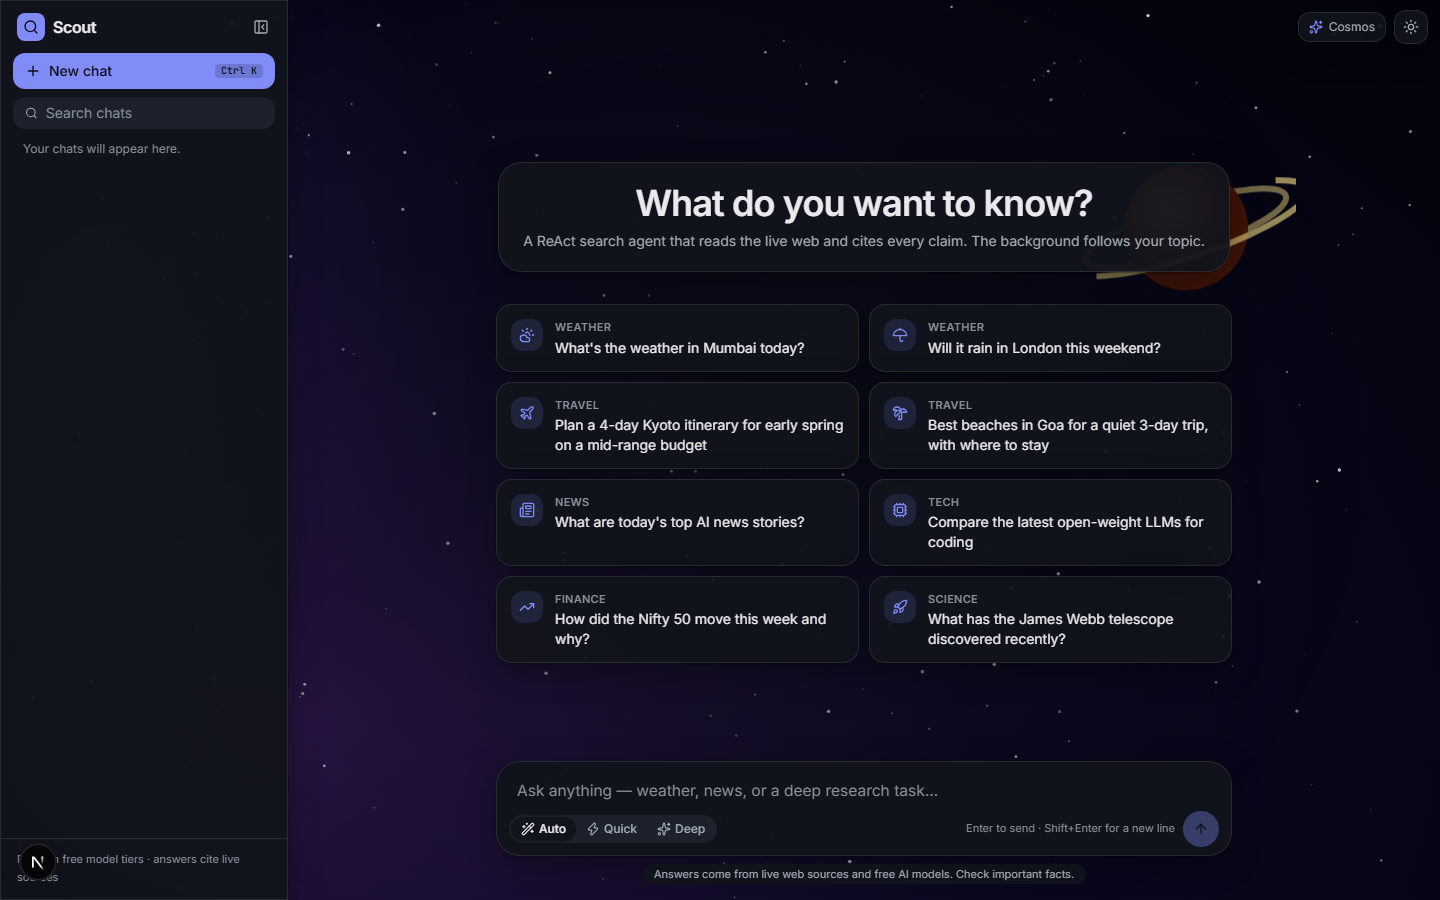 Scout
New chat
Ctrl K
Search chats
Your chats will appear here.
free model tiers · answers cite live
Cosmos
What do you want to know?
A ReAct search agent that reads the live web and cites every claim. The background follows your topic.
WEATHER
What's the weather in Mumbai today?
WEATHER
Will it rain in London this weekend?
TRAVEL
Plan a 4-day Kyoto itinerary for early spring
on a mid-range budget
TRAVEL
Best beaches in Goa for a quiet 3-day trip,
with where to stay
NEWS
What are today's top AI news stories?
TECH
Compare the latest open-weight LLMs for
coding
FINANCE
How did the Nifty 50 move this week and
why?
SCIENCE
What has the James Webb telescope
discovered recently?
Ask anything — weather, news, or a deep research task...
Auto
Quick
Deep
Enter to send · Shift+Enter for a new line
Answers come from live web sources and free AI models. Check important facts.